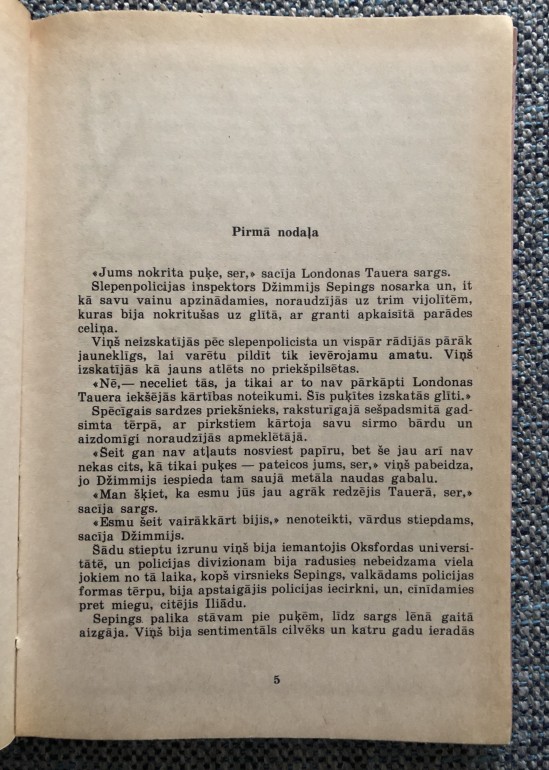 Pirmā nodaļa
«Jums nokrita puķe, ser,» sacīja Londonas Tauera sargs.
Slepenpolicijas inspektors Džimmijs Sepings nosarka un, it
kā savu vainu apzinādamies, noraudzījās uz trim vijolītēm,
kuras bija nokritušas uz glītā, ar granti apkaisītā parādes
celiņa.
Viņš neizskatījās pēc slepenpolicista un vispār rādījās pārāk
jauneklīgs, lai varētu pildīt tik ievērojamu amatu. Viņš
izskatījās kā jauns atlēts no priekšpilsētas.
«Nē,— neceliet tās, ja tikai ar to nav pārkāpti Londonas
Tauera iekšējās kārtības noteikumi. Šīs puķītes izskatās glīti.»
Spēcīgais sardzes priekšnieks, raksturīgajā sešpadsmitā gad-
simta tērpā, ar pirkstiem kārtoja savu sirmo bārdu un
aizdomīgi noraudzījās apmeklētājā.
«Seit gan nav atļauts nosviest papīru, bet še jau arī nav
nekas cits, kā tikai puķes — pateicos jums, ser,» viņš pabeidza,
jo Džimmijs iespieda tam saujā metāla naudas gabalu.
«Man šķiet, ka esmu jūs jau agrāk redzējis Tauerā, ser,»
sacīja sargs.
«Esmu šeit vairākkārt bijis,» nenoteikti, vārdus stiepdams,
sacīja Džimmijs.
Šādu stieptu izrunu viņš bija iemantojis Oksfordas universi-
tātē, un policijas divizionam bija radusies nebeidzama viela
jokiem no tā laika, kopš virsnieks Sepings, valkādams policijas
formas tērpu, bija apstaigājis policijas iecirkni, un, cīnīdamies
pret miegu, citējis Iliādu.
Sepings palika stāvam pie puķēm, līdz sargs lēnā gaitā
aizgāja. Viņš bija sentimentāls cilvēks un katru gadu ieradās
5